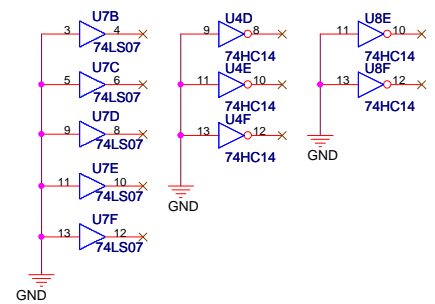 U7B
3 4
74LS07
U7C
5 6
74LS07
U7D
9 8
74LS07
U7E
11 10
74LS07
U7F
13 12
74LS07
GND
U4D
9 8
74HC14
U4E
11 10
74HC14
U4F
13 12
74HC14
GND
U8E
11 10
74HC14
U8F
13 12
74HC14
GND